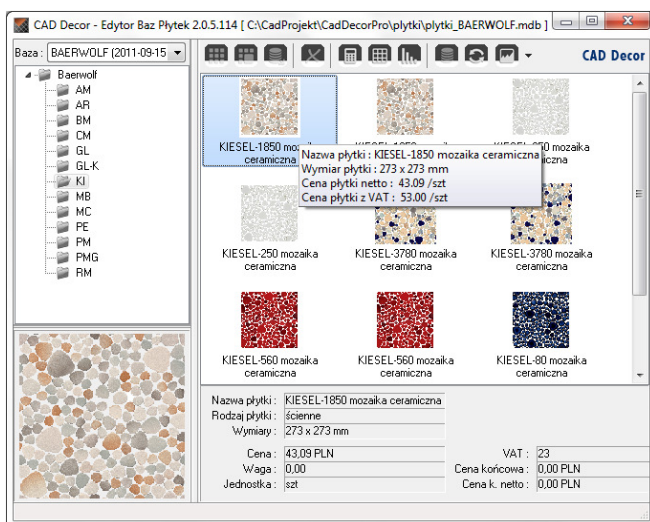 CAD Decor - Edytor Baz Płytek 2.0.5.114 [ C:\CadProjekt\CadDecorPro\plytki\plytki_BAERWOLF.mdb ]
Baza : BAERWOLF (2011-09-15
CAD Decor
Baerwolf
AM
AR
BM
CM
GL
GL-K
KI
MB
MC
PE
PM
PMG
RM
KIESEL-1850 mozaika
ceramiczna
Nazwa płytki : KIESEL-1850 mozaika ceramiczna
Wymiar płytki : 273 x 273 mm
Cena płytki netto : 43.09 /szt
Cena płytki z VAT : 53.00 /szt
KIESEL-250 mozaika
ceramiczna
KIESEL-3780 mozaika
ceramiczna
KIESEL-3780 mozaika
ceramiczna
KIESEL-560 mozaika
ceramiczna
KIESEL-560 mozaika
ceramiczna
KIESEL-80 mozaika
ceramiczna
Nazwa płytki : KIESEL-1850 mozaika ceramiczna
Rodzaj płytki : ścienne
Wymiary : 273 x 273 mm
Cena : 43,09 PLN VAT : 23
Waga : 0,00 Cena końcowa : 0,00 PLN
Jednostka : szt Cena k. netto : 0,00 PLN